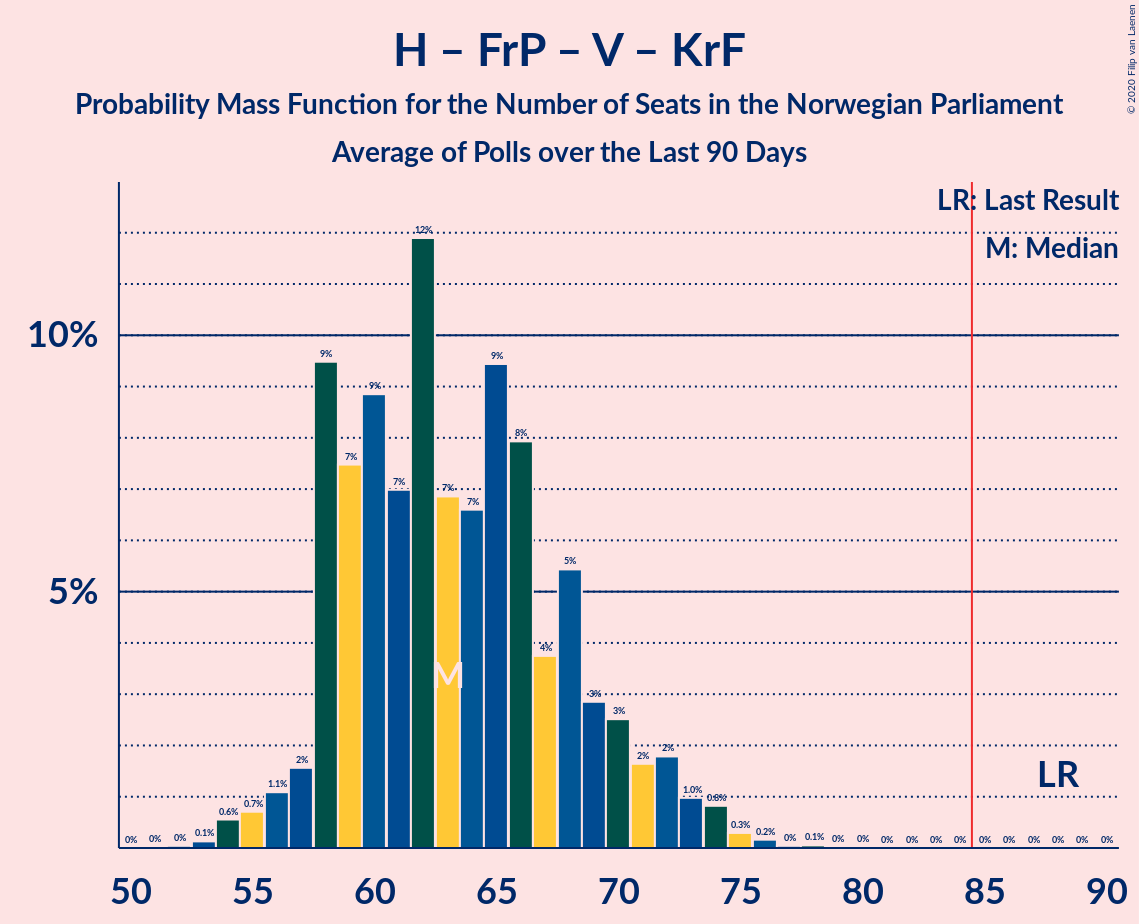 H – FrP – V – KrF
Probability Mass Function for the Number of Seats in the Norwegian Parliament
Average of Polls over the Last 90 Days
© 2020 Filip van Laenen
LR: Last Result
M: Median
10%
5%
0% 0% 0% 0.1% 0.6% 0.7% 1.1% 2% 9% 7% 9% 7% 12% 7% 7% 9% 8% 4% 5% 3% 3% 2% 2% 1.0% 0.8% 0.3% 0.2% 0% 0.1% 0% 0% 0% 0% 0% 0% 0% 0% 0% 0% 0% 0%
M
LR
50 55 60 65 70 75 80 85 90